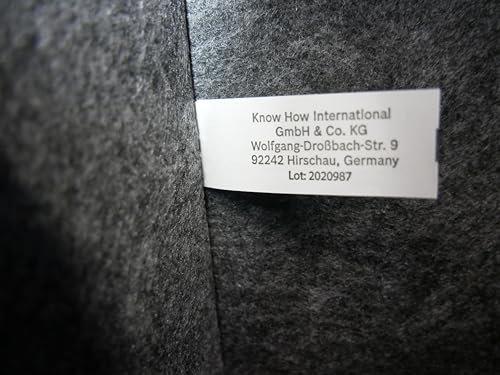 Know How International
GmbH & Co. KG
Wolfgang-Droßbach-Str. 9
92242 Hirschau, Germany
Lot: 2020987